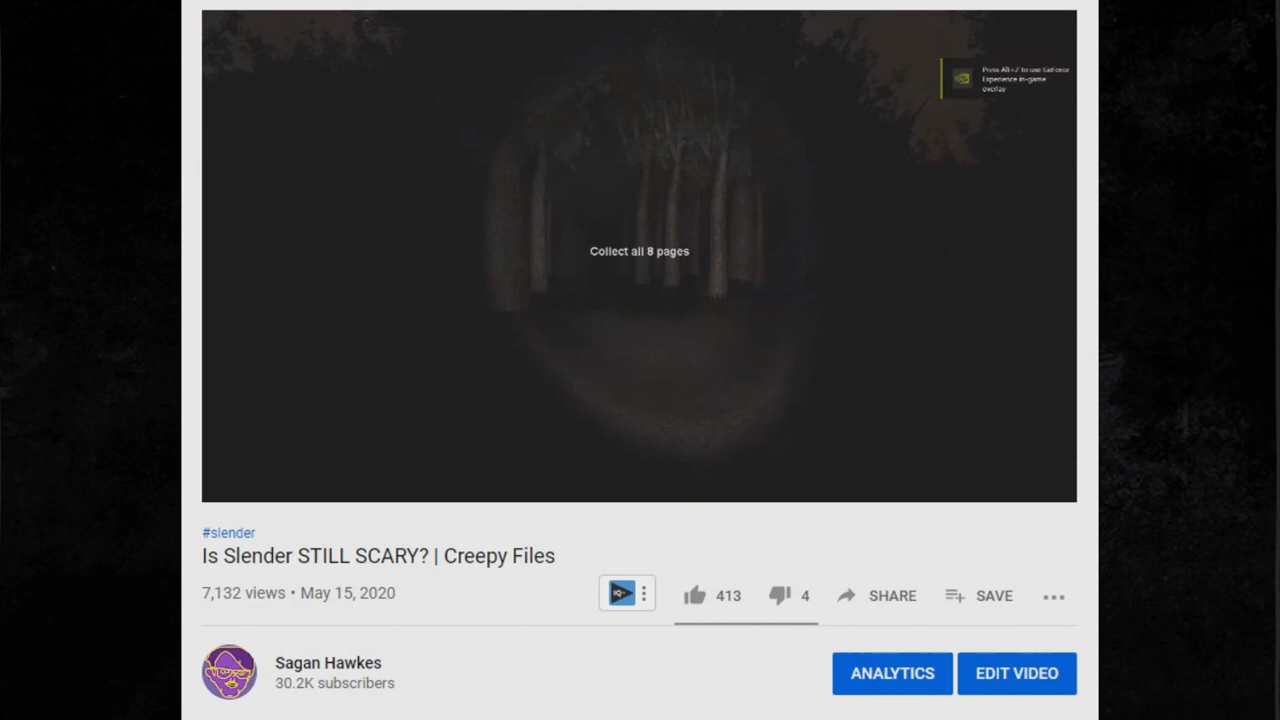 Press Alt+Z to use GeForce
Experience in-game
overlay
Collect all 8 pages
#slender
Is Slender STILL SCARY? | Creepy Files
7,132 views • May 15, 2020
IQ
413
4
SHARE
SAVE
Sagan Hawkes
30.2K subscribers
ANALYTICS
EDIT VIDEO